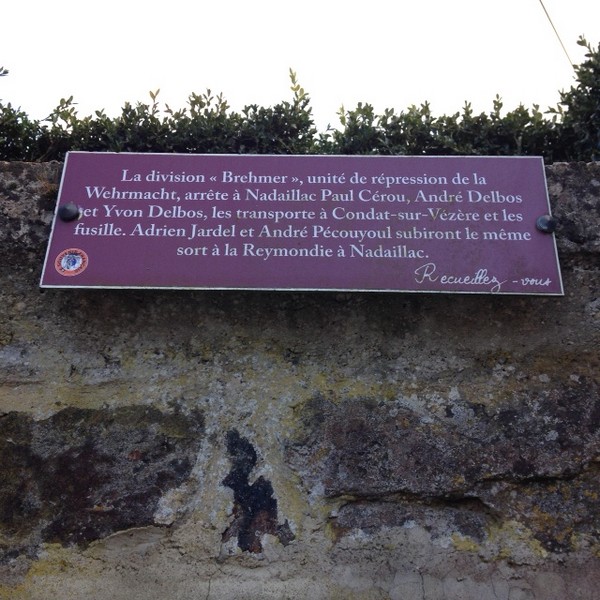 La division « Brehmer », unité de répression de la
Wehrmacht, arrête à Nadaillac Paul Cérou, André Delbos
et Yvon Delbos, les transporte à Condat-sur-Vézère et les
fusille. Adrien Jardel et André Pécouyoul subiront le même
sort à la Reymondie à Nadaillac.
Recueillez-vous